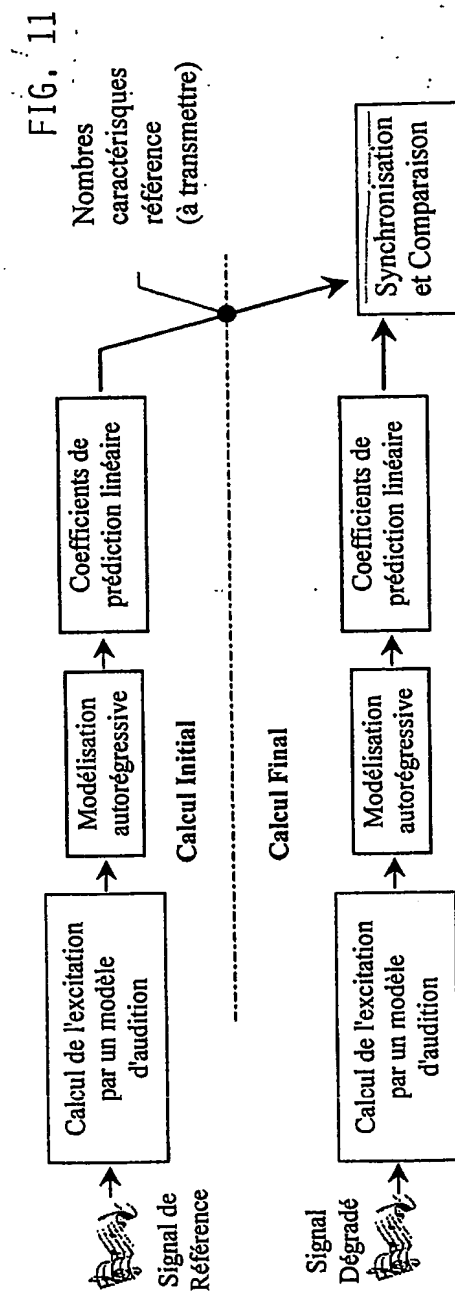 FIG. 11
Nombres
caractérisques
référence
(à transmettre)
Signal de
Référence
Calcul de l'excitation
par un modèle
d'audition
Modélisation
autorégressive
Coefficients de
prédiction linéaire
Calcul Initial
Calcul Final
Signal
Dégradé
Calcul de l'excitation
par un modèle
d'audition
Modélisation
autorégressive
Coefficients de
prédiction linéaire
Synchronisation
et Comparaison